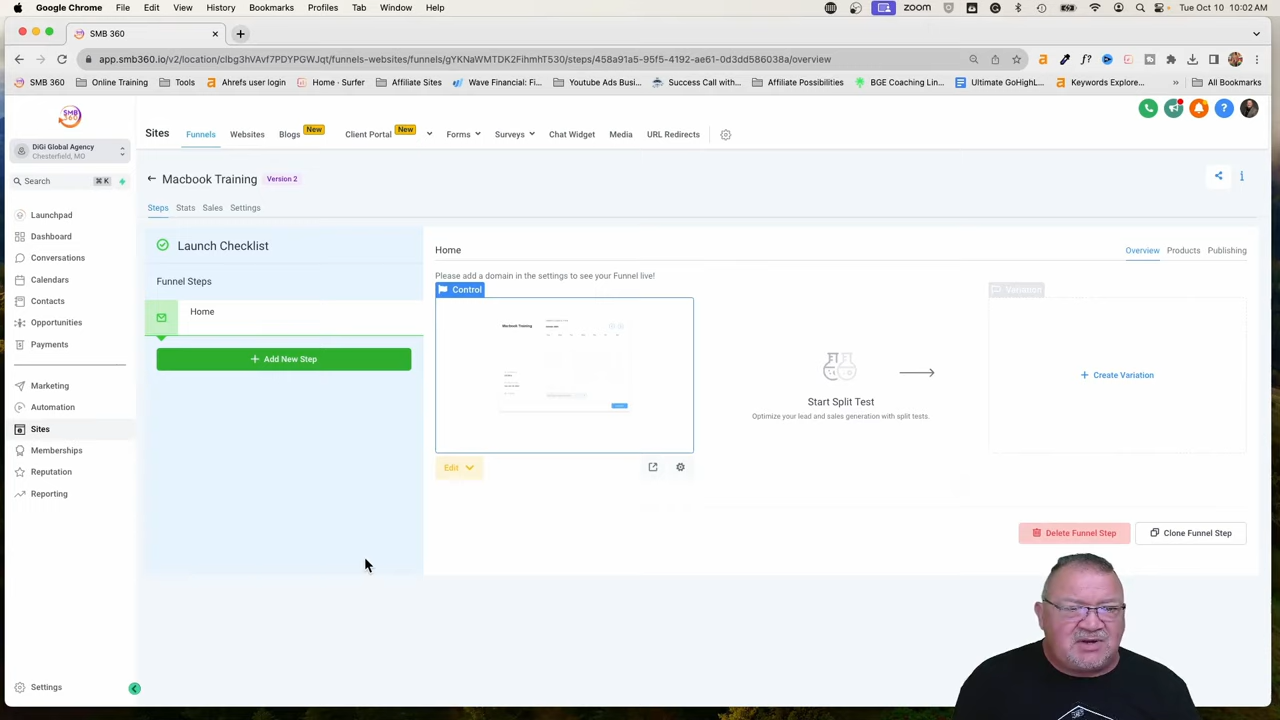 Google Chrome File Edit View History Bookmarks Profiles Tab Window Help zoom Tue Oct 10 10:02 AM
SMB 360
app.smb360.io/v2/location/clbg3hVAvf7PDYPGWJqt/funnels-websites/funnels/gYKNaWMTDK2FihmhT530/steps/458a91a5-95f5-4192-ae61-0d3dd586038a/overview
SMB 360 Online Training Tools Ahrefs user login Home · Surfer Affiliate Sites Wave Financial: Fi... Youtube Ads Busi... Success Call with... Affiliate Possibilities BGE Coaching Lin... Ultimate GoHighL... Keywords Explore... All Bookmarks
SMB 360
DiGi Global Agency
Chesterfield, MO
Search ⌘ K
Launchpad
Dashboard
Conversations
Calendars
Contacts
Opportunities
Payments
Marketing
Automation
Sites
Memberships
Reputation
Reporting
Settings
Sites Funnels Websites Blogs New Client Portal New Forms Surveys Chat Widget Media URL Redirects
Macbook Training Version 2
Steps Stats Sales Settings
Launch Checklist
Funnel Steps
Home
+ Add New Step
Home
Overview Products Publishing
Please add a domain in the settings to see your Funnel live!
Control
Macbook Training
Edit
Start Split Test
Optimize your lead and sales generation with split tests.
Variation
+ Create Variation
Delete Funnel Step Clone Funnel Step